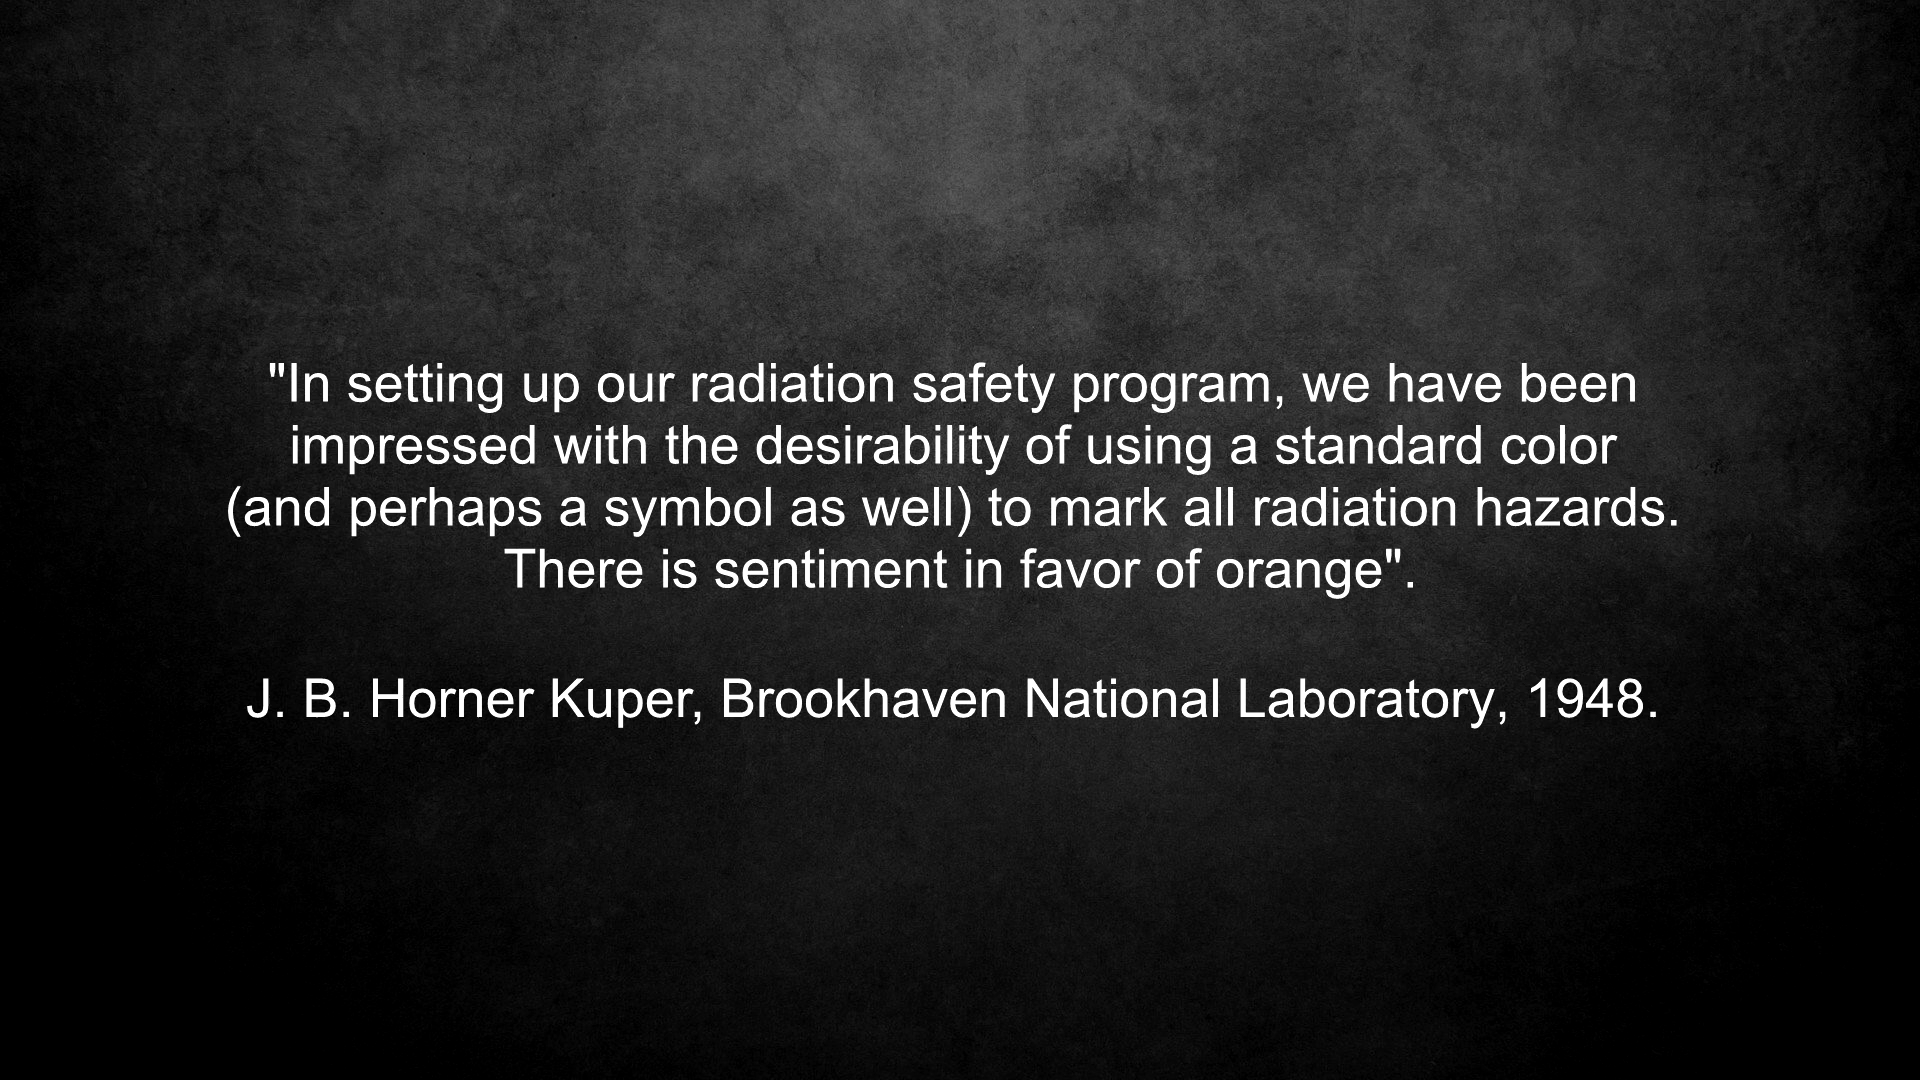 "In setting up our radiation safety program, we have been
impressed with the desirability of using a standard color
(and perhaps a symbol as well) to mark all radiation hazards.
There is sentiment in favor of orange".
J. B. Horner Kuper, Brookhaven National Laboratory, 1948.